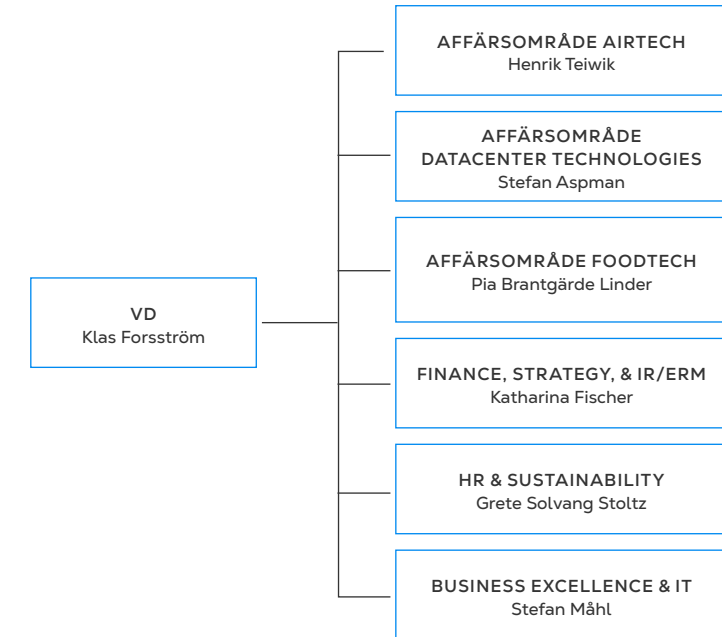 AFFÄRSOMRÅDE AIRTECH
Henrik Teiwik
AFFÄRSOMRÅDE
DATACENTER TECHNOLOGIES
Stefan Aspman
AFFÄRSOMRÅDE FOODTECH
Pia Brantgärde Linder
VD
Klas Forsström
FINANCE, STRATEGY, & IR/ERM
Katharina Fischer
HR & SUSTAINABILITY
Grete Solvang Stoltz
BUSINESS EXCELLENCE & IT
Stefan Måhl